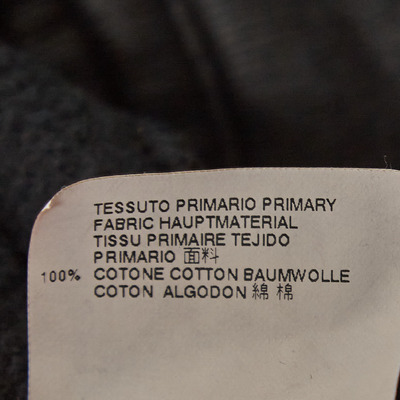 TESSUTO PRIMARIO PRIMARY
FABRIC HAUPTMATERIAL
TISSU PRIMAIRE TEJIDO
PRIMARIO 面料
100% COTONE COTTON BAUMWOLLE
COTON ALGODON 綿 棉